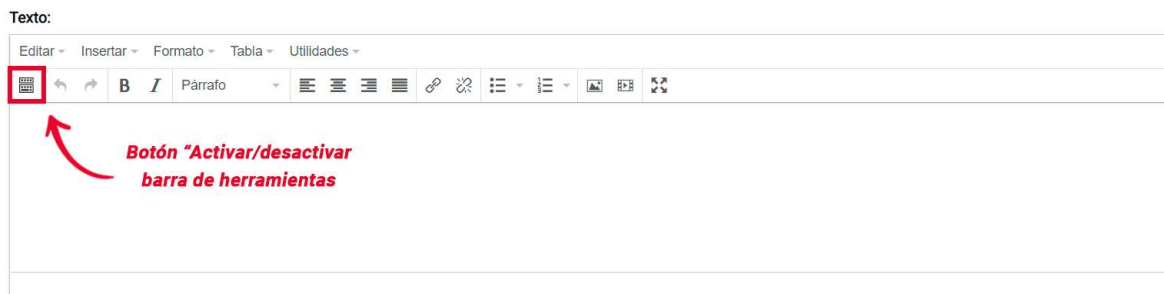 Texto:
Editar Insertar Formato Tabla Utilidades
B I Párrafo
Botón “Activar/desactivar
barra de herramientas